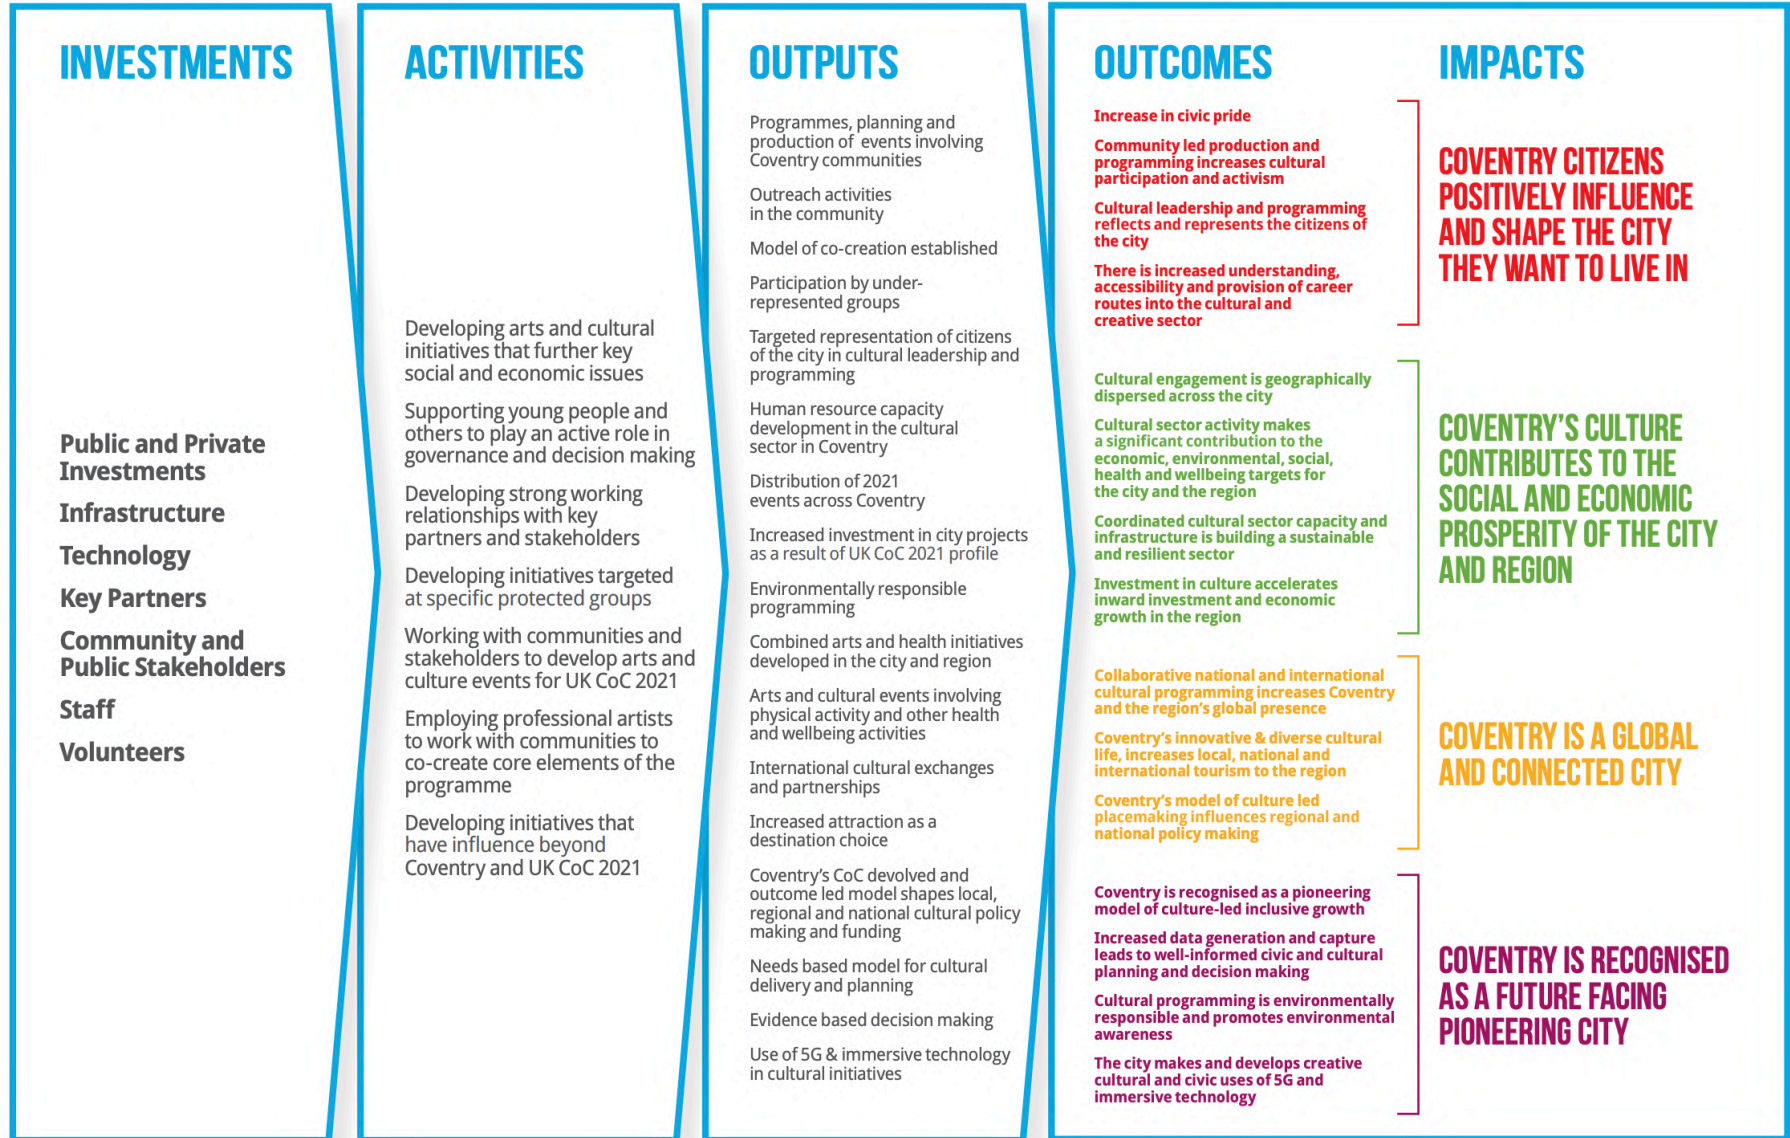 INVESTMENTS
Public and Private
Investments
Infrastructure
Technology
Key Partners
Community and
Public Stakeholders
Staff
Volunteers
ACTIVITIES
Developing arts and cultural
initiatives that further key
social and economic issues
Supporting young people and
others to play an active role in
governance and decision making
Developing strong working
relationships with key
partners and stakeholders
Developing initiatives targeted
at specific protected groups
Working with communities and
stakeholders to develop arts and
culture events for UK CoC 2021
Employing professional artists
to work with communities to
co-create core elements of the
programme
Developing initiatives that
have influence beyond
Coventry and UK CoC 2021
OUTPUTS
Programmes, planning and
production of events involving
Coventry communities
Outreach activities
in the community
Model of co-creation established
Participation by under-
represented groups
Targeted representation of citizens
of the city in cultural leadership and
programming
Human resource capacity
development in the cultural
sector in Coventry
Distribution of 2021
events across Coventry
Increased investment in city projects
as a result of UK CoC 2021 profile
Environmentally responsible
programming
Combined arts and health initiatives
developed in the city and region
Arts and cultural events involving
physical activity and other health
and wellbeing activities
International cultural exchanges
and partnerships
Increased attraction as a
destination choice
Coventry's CoC devolved and
outcome led model shapes local,
regional and national cultural policy
making and funding
Needs based model for cultural
delivery and planning
Evidence based decision making
Use of 5G & immersive technology
in cultural initiatives
OUTCOMES
Increase in civic pride
Community led production and
programming increases cultural
participation and activism
Cultural leadership and programming
reflects and represents the citizens of
the city
There is increased understanding,
accessibility and provision of career
routes into the cultural and
creative sector
Cultural engagement is geographically
dispersed across the city
Cultural sector activity makes
a significant contribution to the
economic, environmental, social,
health and wellbeing targets for
the city and the region
Coordinated cultural sector capacity and
infrastructure is building a sustainable
and resilient sector
Investment in culture accelerates
inward investment and economic
growth in the region
Collaborative national and international
cultural programming increases Coventry
and the region's global presence
Coventry's innovative & diverse cultural
life, increases local, national and
international tourism to the region
Coventry's model of culture led
placemaking influences regional and
national policy making
Coventry is recognised as a pioneering
model of culture-led inclusive growth
Increased data generation and capture
leads to well-informed civic and cultural
planning and decision making
Cultural programming is environmentally
responsible and promotes environmental
awareness
The city makes and develops creative
cultural and civic uses of 5G and
immersive technology
IMPACTS
COVENTRY CITIZENS
POSITIVELY INFLUENCE
AND SHAPE THE CITY
THEY WANT TO LIVE IN
COVENTRY'S CULTURE
CONTRIBUTES TO THE
SOCIAL AND ECONOMIC
PROSPERITY OF THE CITY
AND REGION
COVENTRY IS A GLOBAL
AND CONNECTED CITY
COVENTRY IS RECOGNISED
AS A FUTURE FACING
PIONEERING CITY